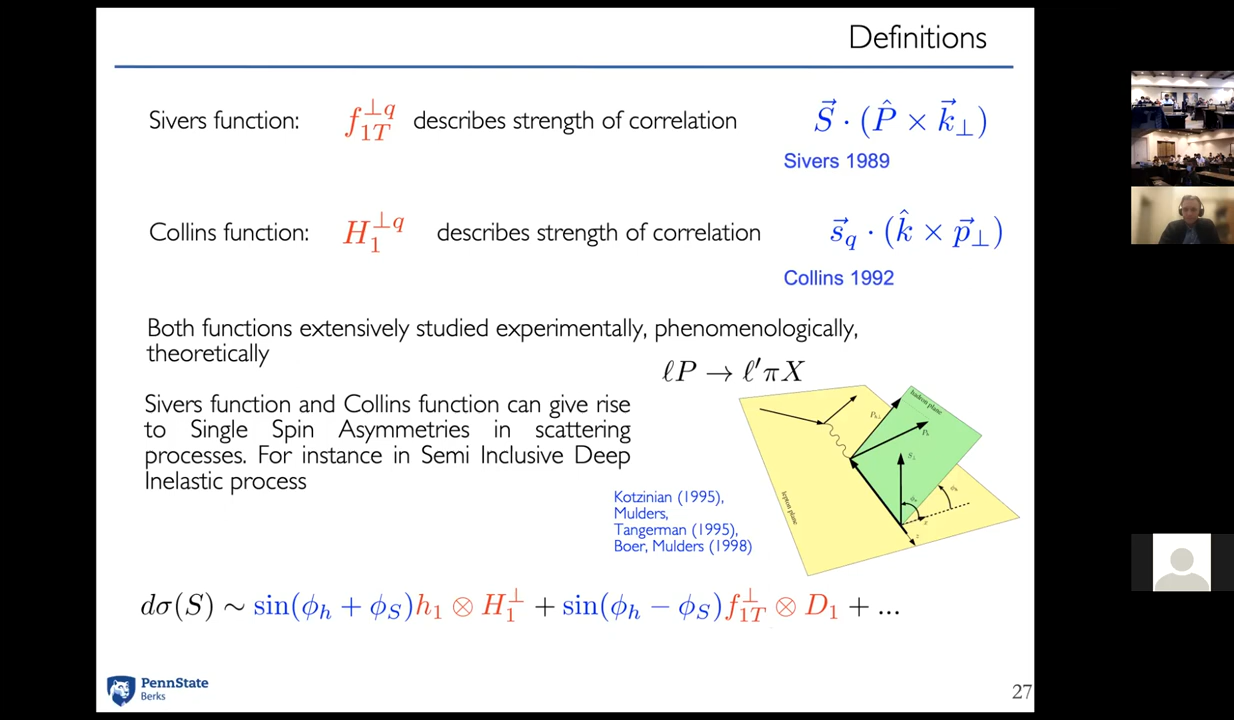 Definitions
Sivers function: $f_{1T}^{\perp q}$ describes strength of correlation $\vec{S} \cdot (\hat{P} \times \vec{k}_\perp)$
Sivers 1989
Collins function: $H_1^{\perp q}$ describes strength of correlation $\vec{s}_q \cdot (\hat{k} \times \vec{p}_\perp)$
Collins 1992
Both functions extensively studied experimentally, phenomenologically,
theoretically
$\ell P \to \ell' \pi X$
Sivers function and Collins function can give rise
to Single Spin Asymmetries in scattering
processes. For instance in Semi Inclusive Deep
Inelastic process
Kotzinian (1995),
Mulders,
Tangerman (1995),
Boer, Mulders (1998)
hadron plane
lepton plane
z
$d\sigma(S) \sim \sin(\phi_h + \phi_S) h_1 \otimes H_1^\perp + \sin(\phi_h - \phi_S) f_{1T}^\perp \otimes D_1 + ...$
PennState
Berks
27